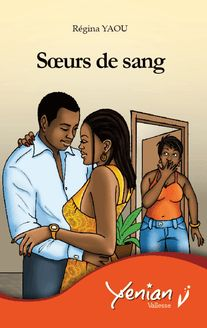 Régina YAOU
Sœurs de sang
Yenian
Vallesse